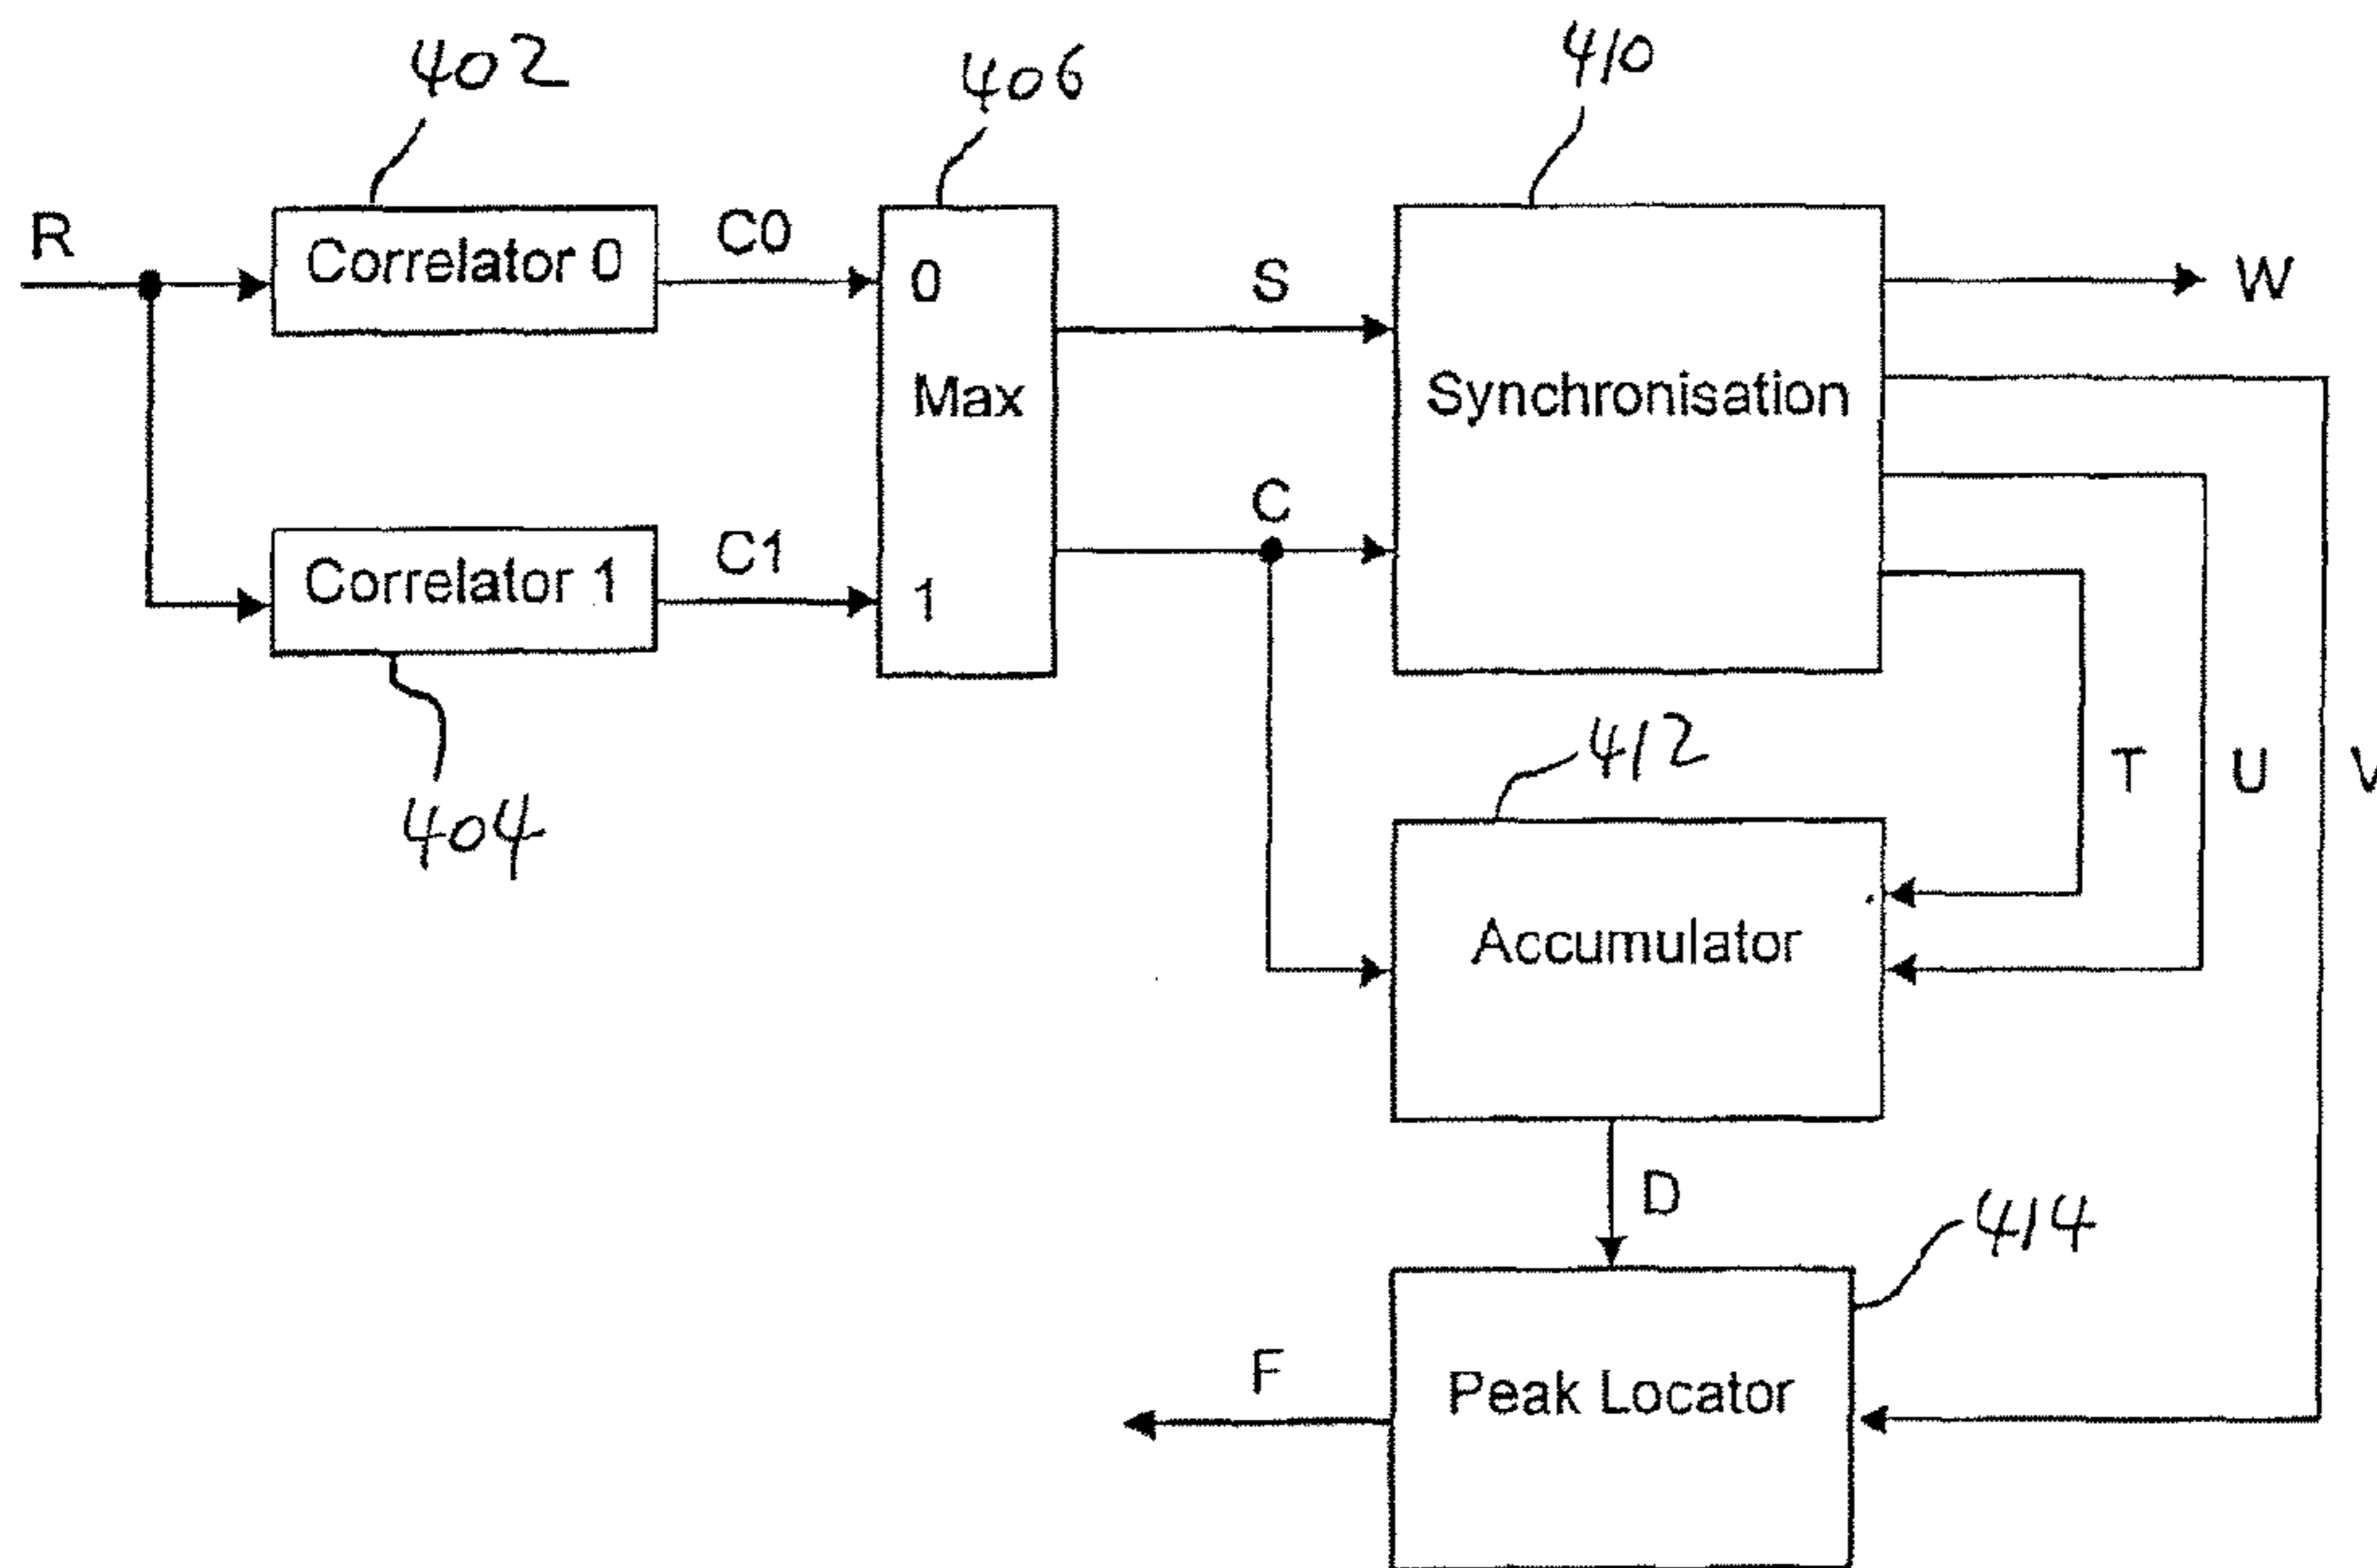 402
406
410
R
Correlator 0
C0
0
S
W
Max
Synchronisation
C
Correlator 1
C1
1
404
412
T
U
V
Accumulator
D
414
F
Peak Locator